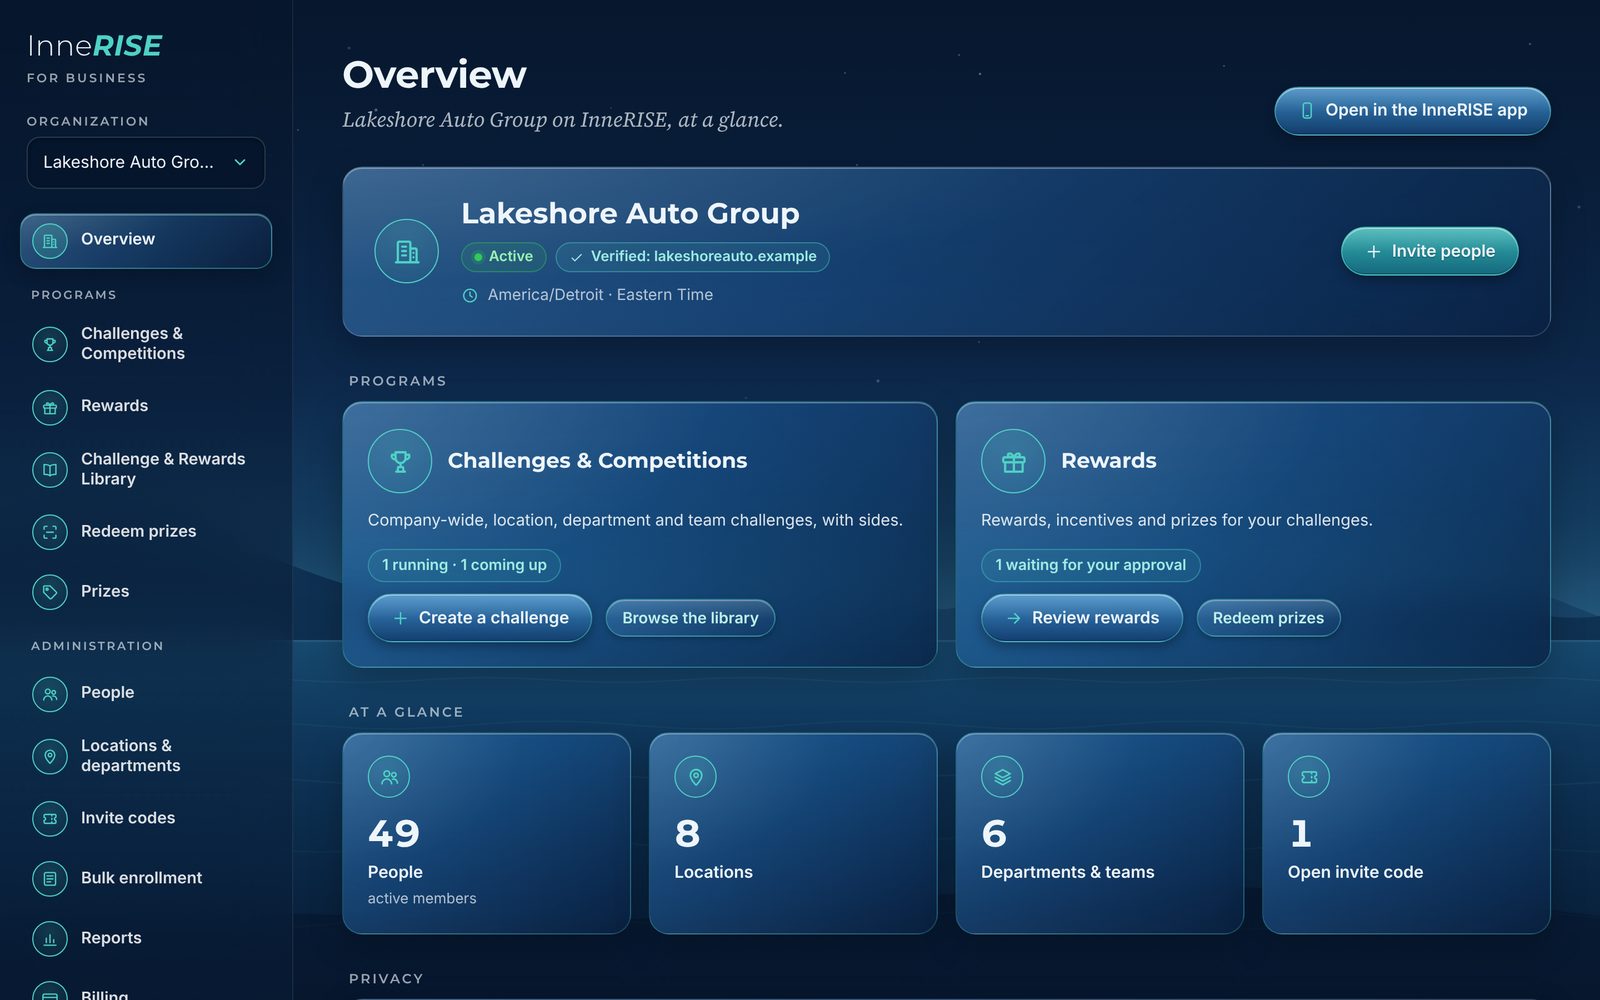 InneRISE
FOR BUSINESS
ORGANIZATION
Lakeshore Auto Gro...
Overview
PROGRAMS
Challenges &
Competitions
Rewards
Challenge & Rewards
Library
Redeem prizes
Prizes
ADMINISTRATION
People
Locations &
departments
Invite codes
Bulk enrollment
Reports
Billing
Overview
Lakeshore Auto Group on InneRISE, at a glance.
Open in the InneRISE app
Lakeshore Auto Group
Active
Verified: lakeshoreauto.example
America/Detroit · Eastern Time
Invite people
PROGRAMS
Challenges & Competitions
Company-wide, location, department and team challenges, with sides.
1 running · 1 coming up
Create a challenge
Browse the library
Rewards
Rewards, incentives and prizes for your challenges.
1 waiting for your approval
Review rewards
Redeem prizes
AT A GLANCE
49
People
active members
8
Locations
6
Departments & teams
1
Open invite code
PRIVACY